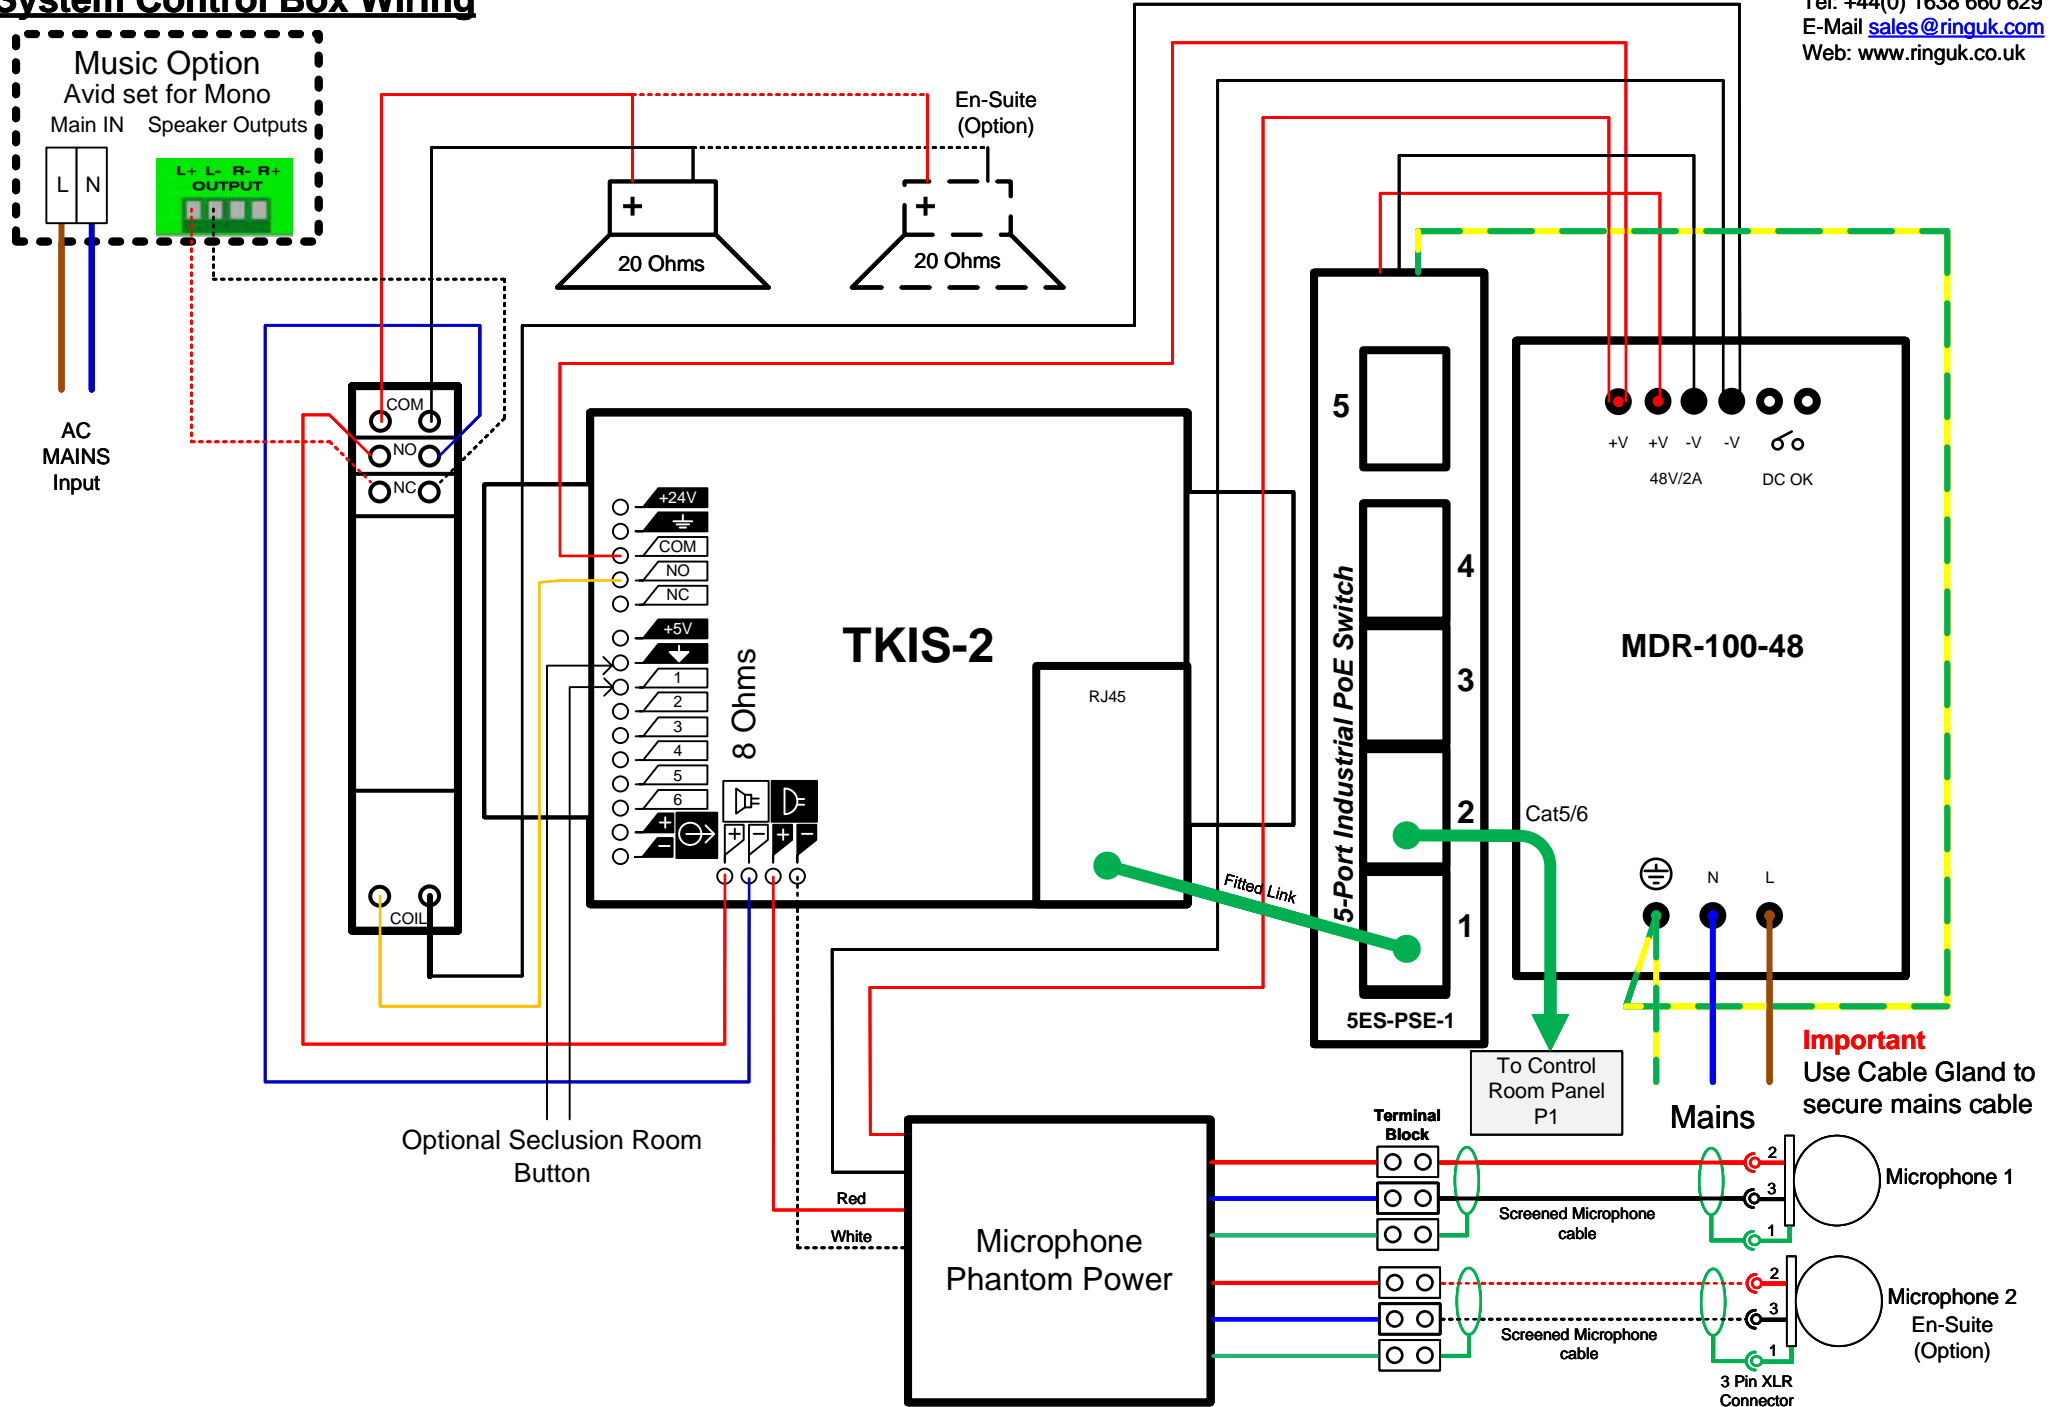 System Control Box Wiring
Tel: +44(0) 1638 660 629
E-Mail sales@ringuk.com
Web: www.ringuk.co.uk
Music Option
Avid set for Mono
Main IN
Speaker Outputs
L N
L+ L- R- R+
OUTPUT
AC
MAINS
Input
En-Suite
(Option)
+
20 Ohms
+
20 Ohms
COM
NO
NC
COIL
+24V
COM
NO
NC
+5V
1
2
3
4
5
6
+
-
+ - + -
8 Ohms
TKIS-2
RJ45
Fitted Link
5
4
3
2
1
5-Port Industrial PoE Switch
5ES-PSE-1
Cat5/6
To Control
Room Panel
P1
+V +V -V -V
48V/2A
DC OK
MDR-100-48
N L
Mains
Important
Use Cable Gland to
secure mains cable
Optional Seclusion Room
Button
Red
White
Microphone
Phantom Power
Terminal
Block
Screened Microphone
cable
2
3
1
Microphone 1
Screened Microphone
cable
2
3
1
Microphone 2
En-Suite
(Option)
3 Pin XLR
Connector